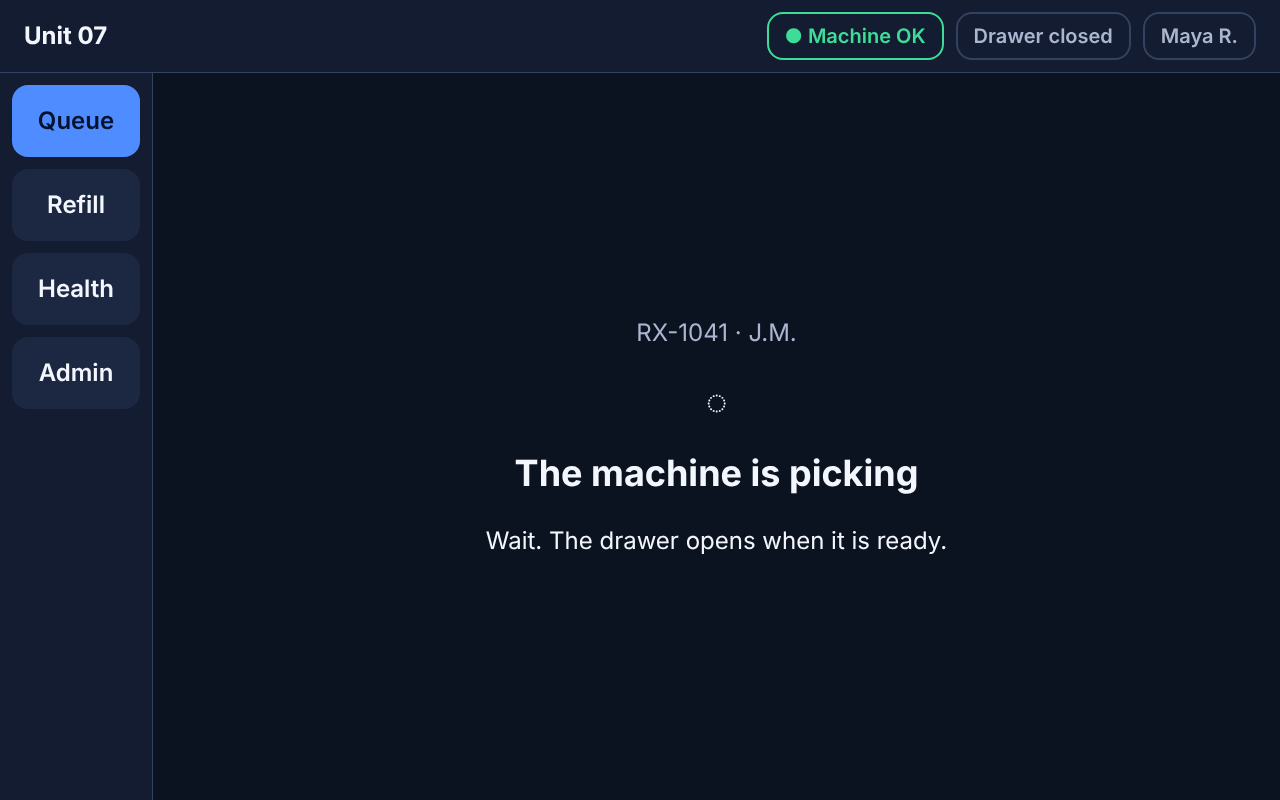 Unit 07
Machine OK
Drawer closed
Maya R.
Queue
Refill
Health
Admin
RX-1041 · J.M.
The machine is picking
Wait. The drawer opens when it is ready.